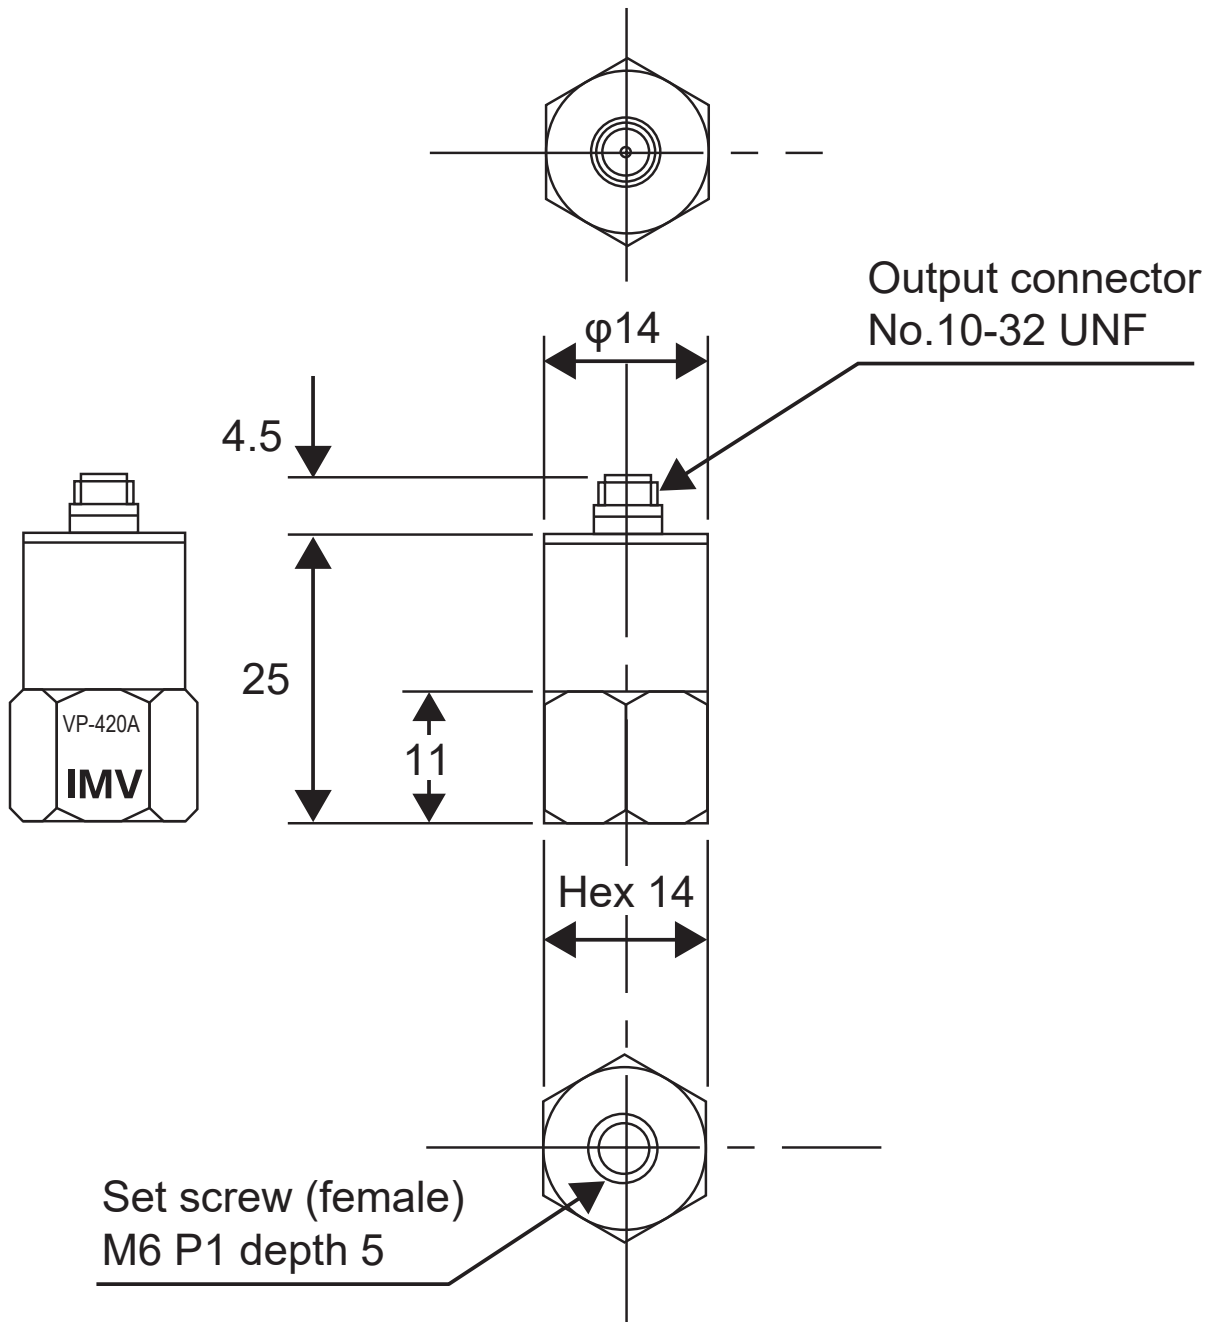 Output connector
No.10-32 UNF
φ14
4.5
25
11
VP-420A
IMV
Hex 14
Set screw (female)
M6 P1 depth 5